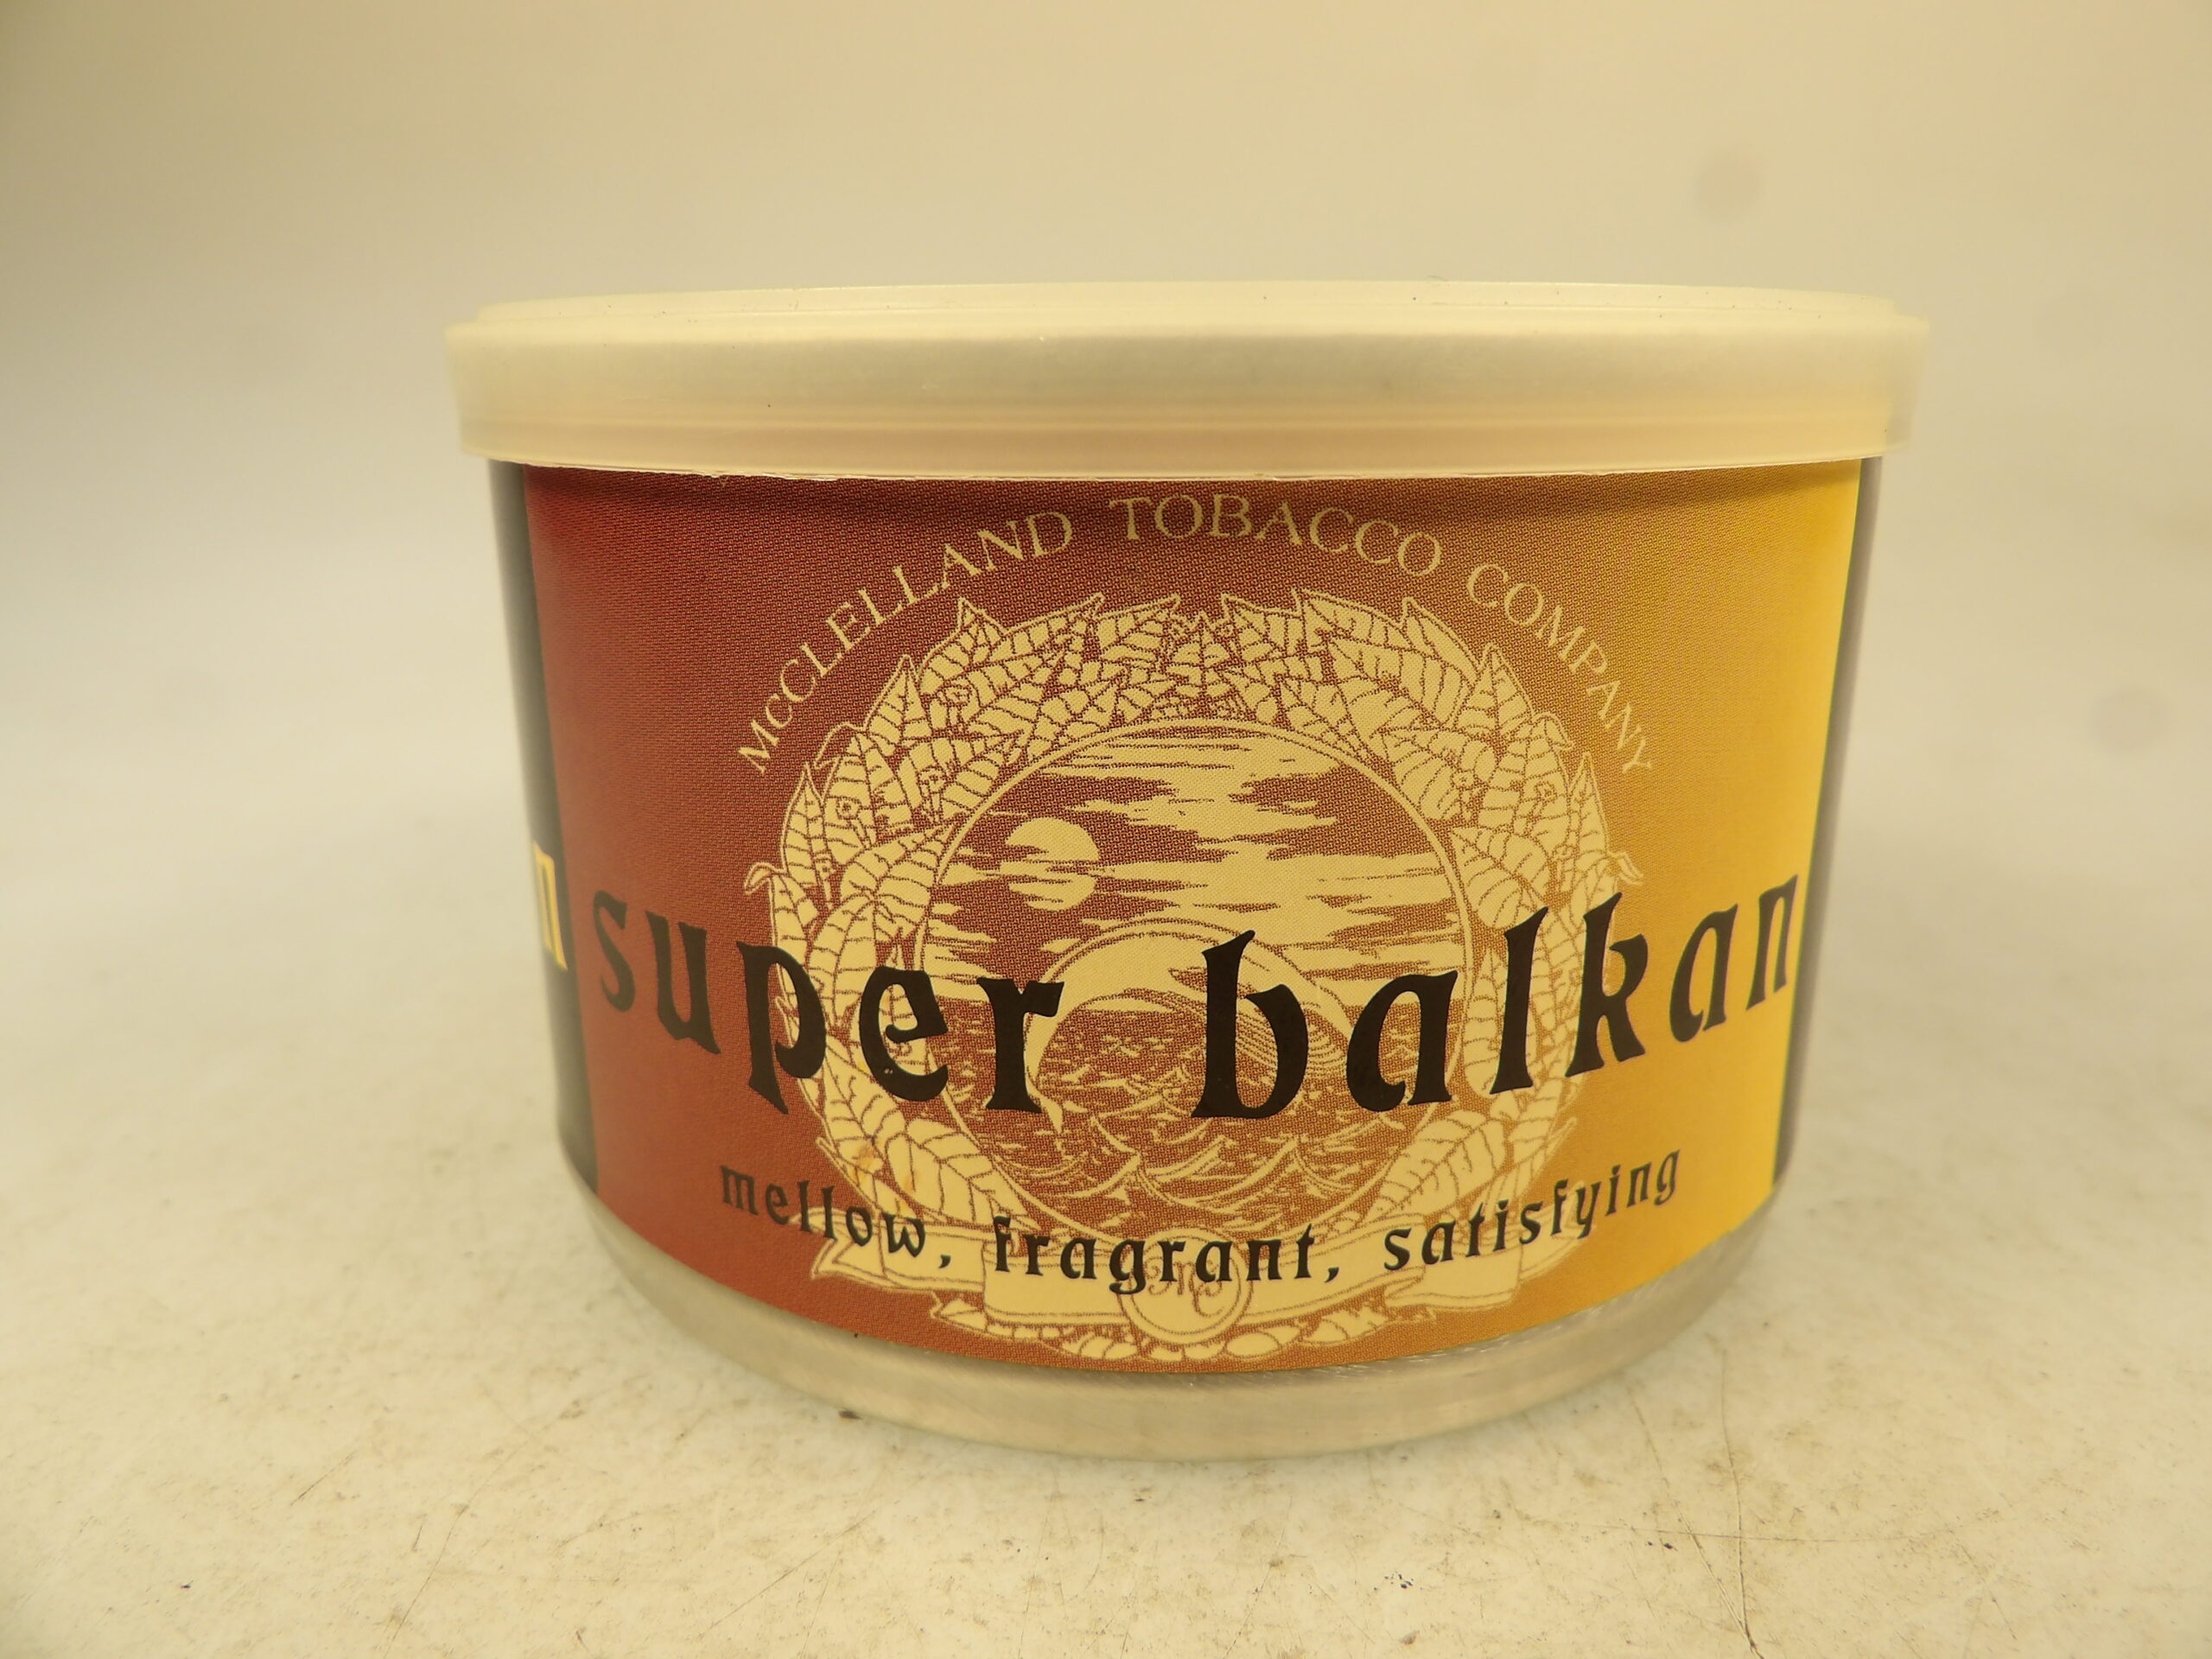 McCLELLAND TOBACCO COMPANY
super balkan
mellow, fragrant, satisfying